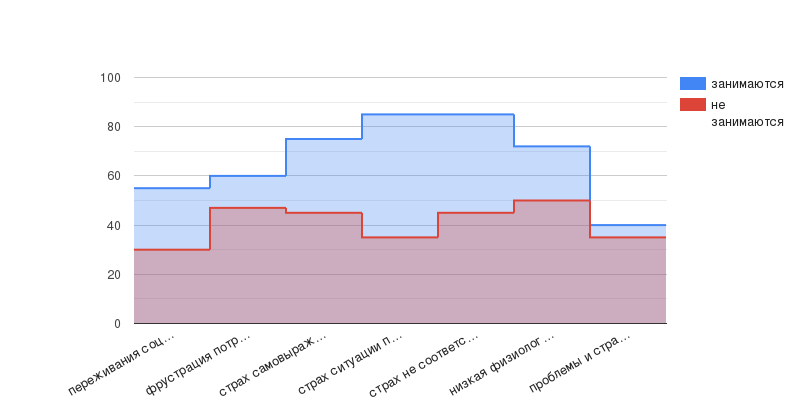 100
80
60
40
20
0
занимаются
не
занимаются
переживания соц…
фрустрация потр…
страх самовыраж…
страх ситуации п…
страх не соответс…
низкая физиолог…
проблемы и стра…